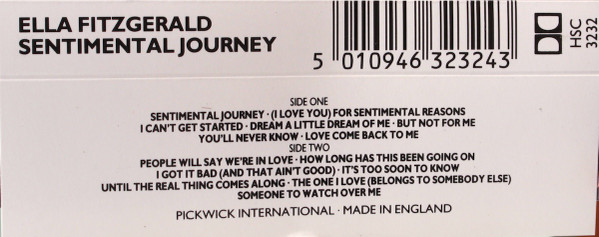 ELLA FITZGERALD
SENTIMENTAL JOURNEY
5 010946 323243
HSC
3232
SIDE ONE
SENTIMENTAL JOURNEY · (I LOVE YOU) FOR SENTIMENTAL REASONS
I CAN'T GET STARTED · DREAM A LITTLE DREAM OF ME · BUT NOT FOR ME
YOU'LL NEVER KNOW · LOVE COME BACK TO ME
SIDE TWO
PEOPLE WILL SAY WE'RE IN LOVE · HOW LONG HAS THIS BEEN GOING ON
I GOT IT BAD (AND THAT AIN'T GOOD) · IT'S TOO SOON TO KNOW
UNTIL THE REAL THING COMES ALONG · THE ONE I LOVE (BELONGS TO SOMEBODY ELSE)
SOMEONE TO WATCH OVER ME
PICKWICK INTERNATIONAL · MADE IN ENGLAND